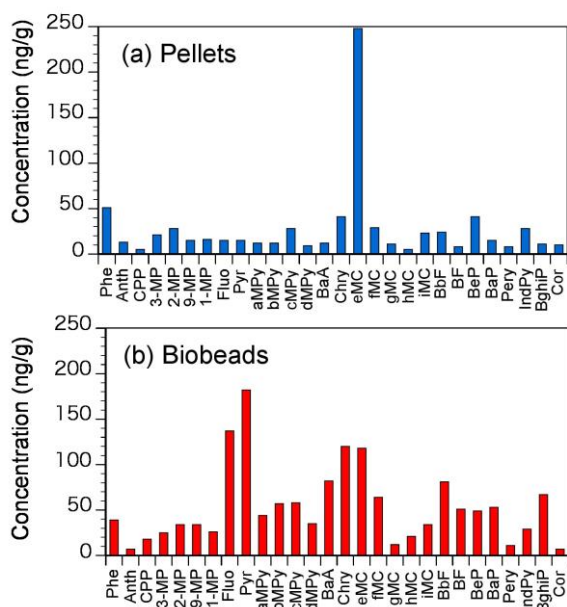 (a) Pellets
Concentration (ng/g)
250
200
150
100
50
0
Phe Anth CPP 3-MP 2-MP 9-MP 1-MP Fluo Pyr aMPy bMPy cMPy dMPy BaA Chry eMC fMC gMC hMC iMC BbF BF BeP BaP Pery IndPy BghiP Cor
(b) Biobeads
Concentration (ng/g)
250
200
150
100
50
0
Phe Anth CPP 3-MP 2-MP 9-MP 1-MP Fluo Pyr aMPy bMPy cMPy dMPy BaA Chry eMC fMC gMC hMC iMC BbF BF BeP BaP Pery IndPy BghiP Cor